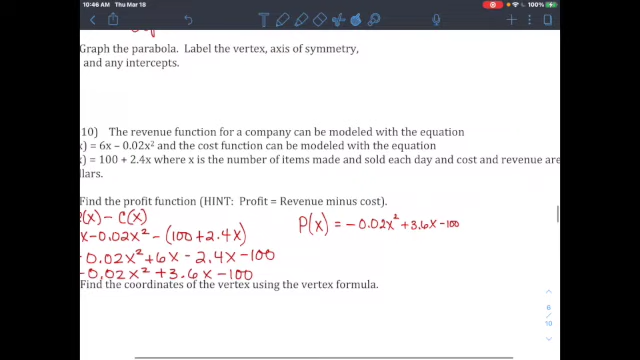 10:46 AM Thu Mar 18
100%
Graph the parabola. Label the vertex, axis of symmetry,
and any intercepts.
10) The revenue function for a company can be modeled with the equation
x) = 6x – 0.02x² and the cost function can be modeled with the equation
x) = 100 + 2.4x where x is the number of items made and sold each day and cost and revenue are
llars.
Find the profit function (HINT: Profit = Revenue minus cost).
(x) – C(x)
x – 0.02x² – (100 + 2.4x)
– 0.02x² + 6x – 2.4x – 100
– 0.02x² + 3.6x – 100
P(x) = – 0.02x² + 3.6x – 100
Find the coordinates of the vertex using the vertex formula.
6
/
10